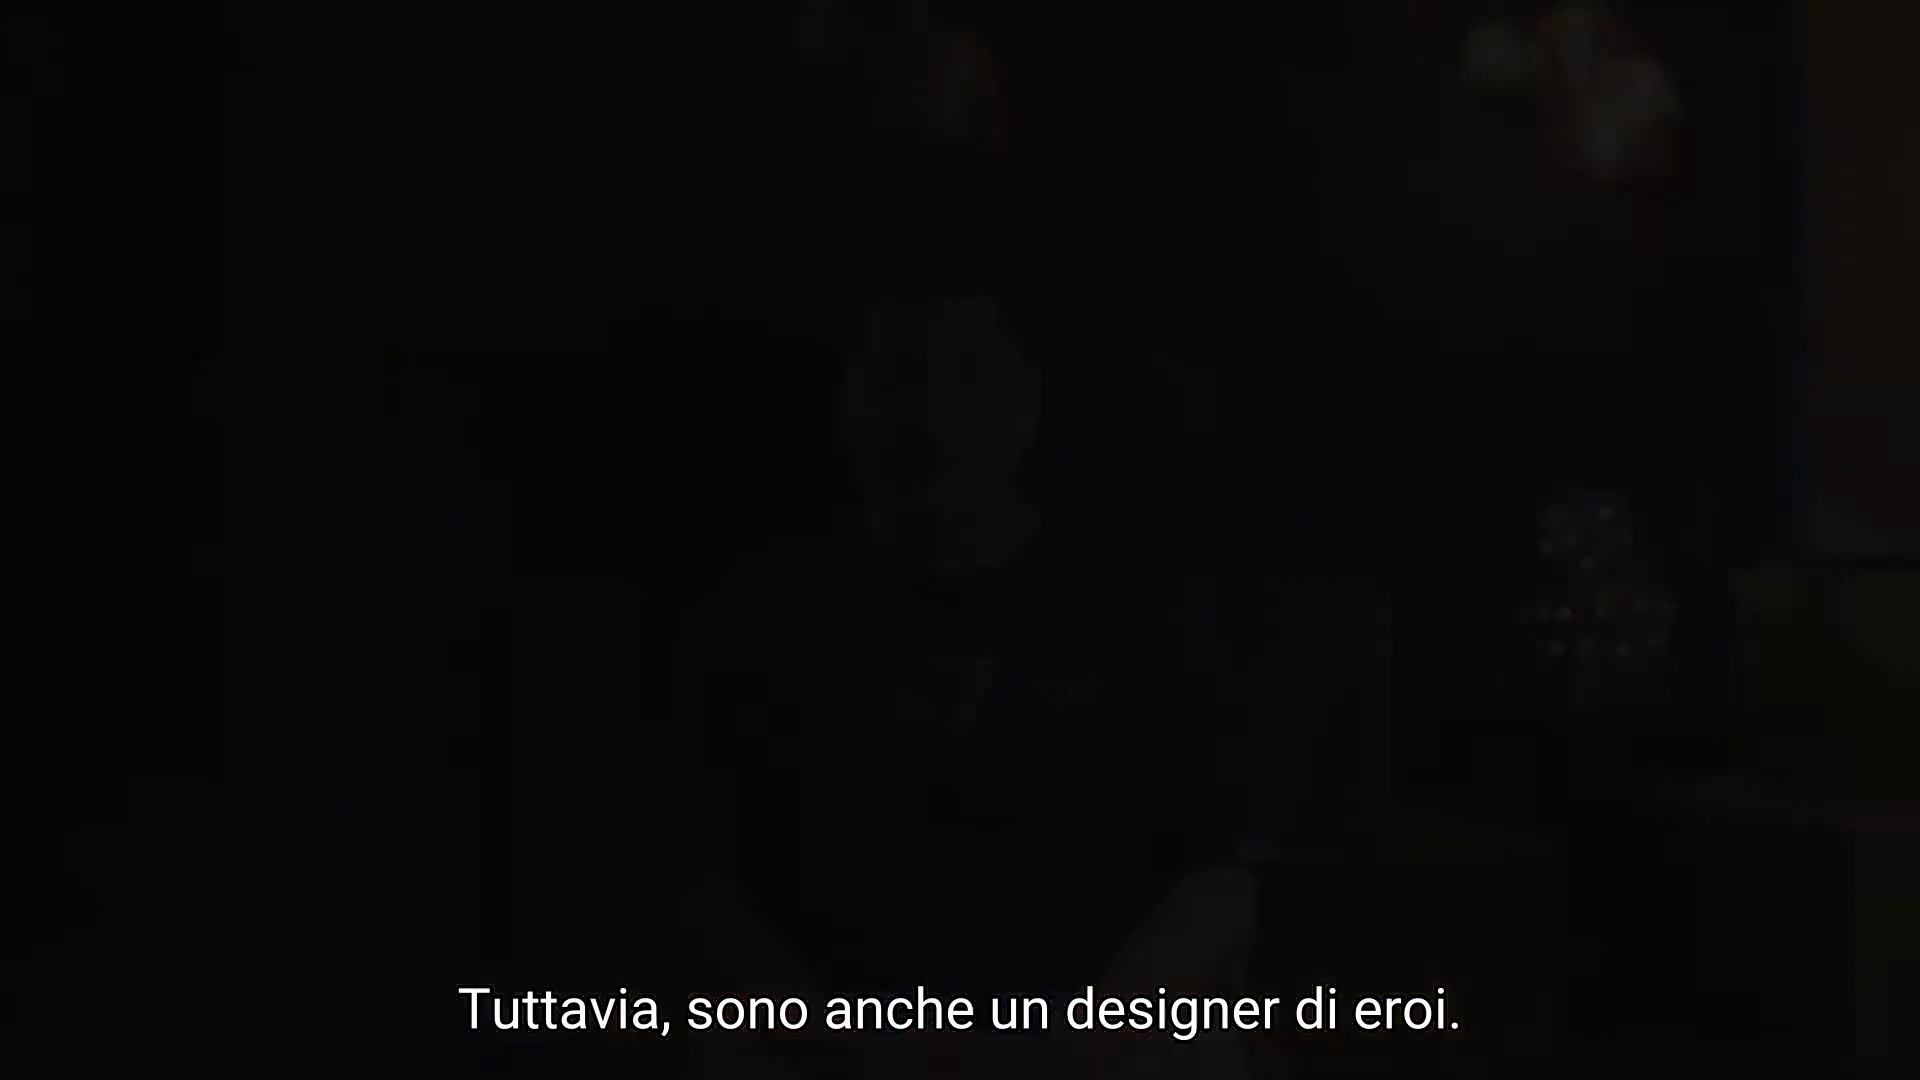 Tuttavia, sono anche un designer di eroi.